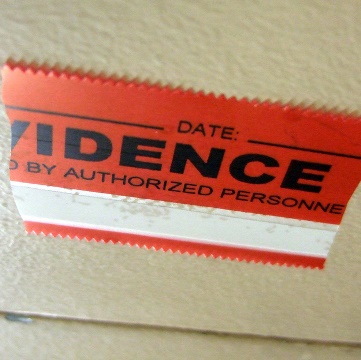 DATE:
VIDENCE
D BY AUTHORIZED PERSONNE